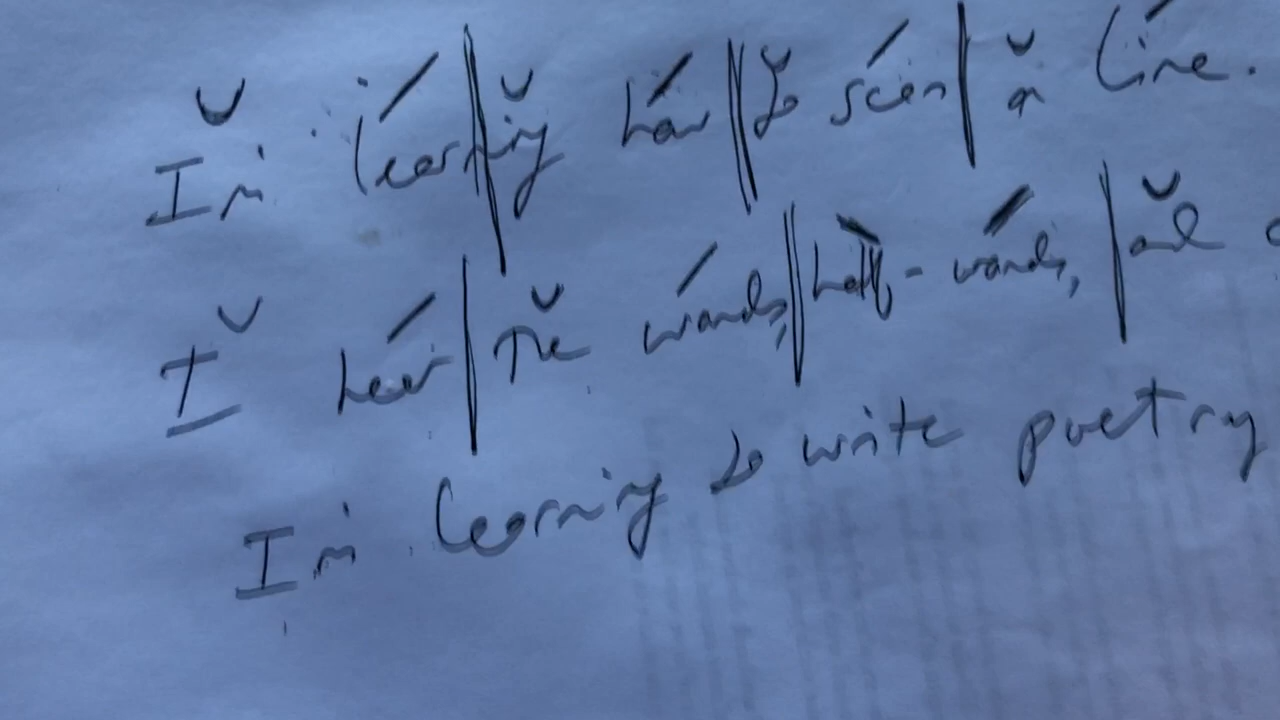 I'm learning how to scan a line.
I hear the words, half-words, and
I'm learning to write poetry